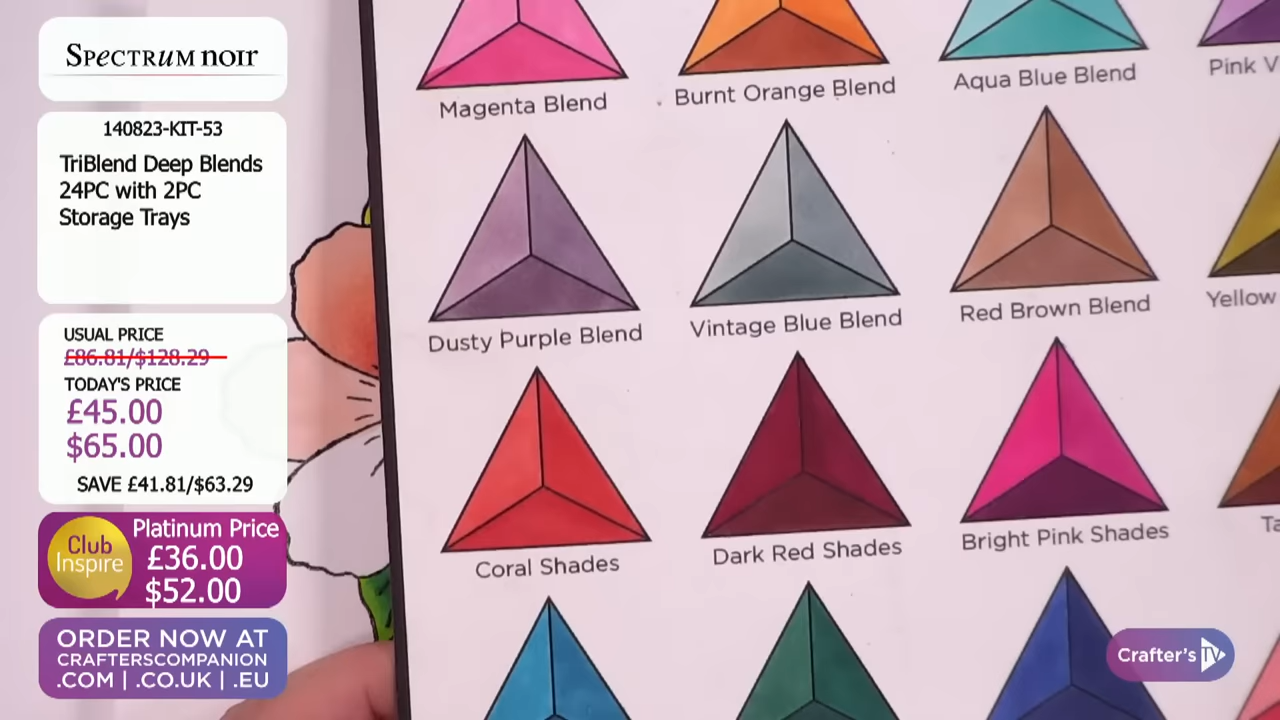 SPECTRUM noir
140823-KIT-53
TriBlend Deep Blends
24PC with 2PC
Storage Trays
USUAL PRICE
£86.81/$128.29
TODAY'S PRICE
£45.00
$65.00
SAVE £41.81/$63.29
Club
Inspire
Platinum Price
£36.00
$52.00
ORDER NOW AT
CRAFTERSCOMPANION
.COM | .CO.UK | .EU
Magenta Blend
Burnt Orange Blend
Aqua Blue Blend
Pink V
Dusty Purple Blend
Vintage Blue Blend
Red Brown Blend
Yellow
Coral Shades
Dark Red Shades
Bright Pink Shades
Ta
Crafter's TV